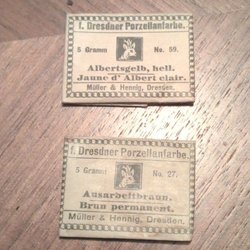 f. Dresdner Porzellanfarbe.
5 Gramm No. 59.
Albertsgelb, hell.
Jaune d' Albert clair.
Müller & Hennig, Dresden.
f. Dresdner Porzellanfarbe.
5 Gramm No. 27.
Ausarbeitbraun.
Brun permanent.
Müller & Hennig, Dresden.